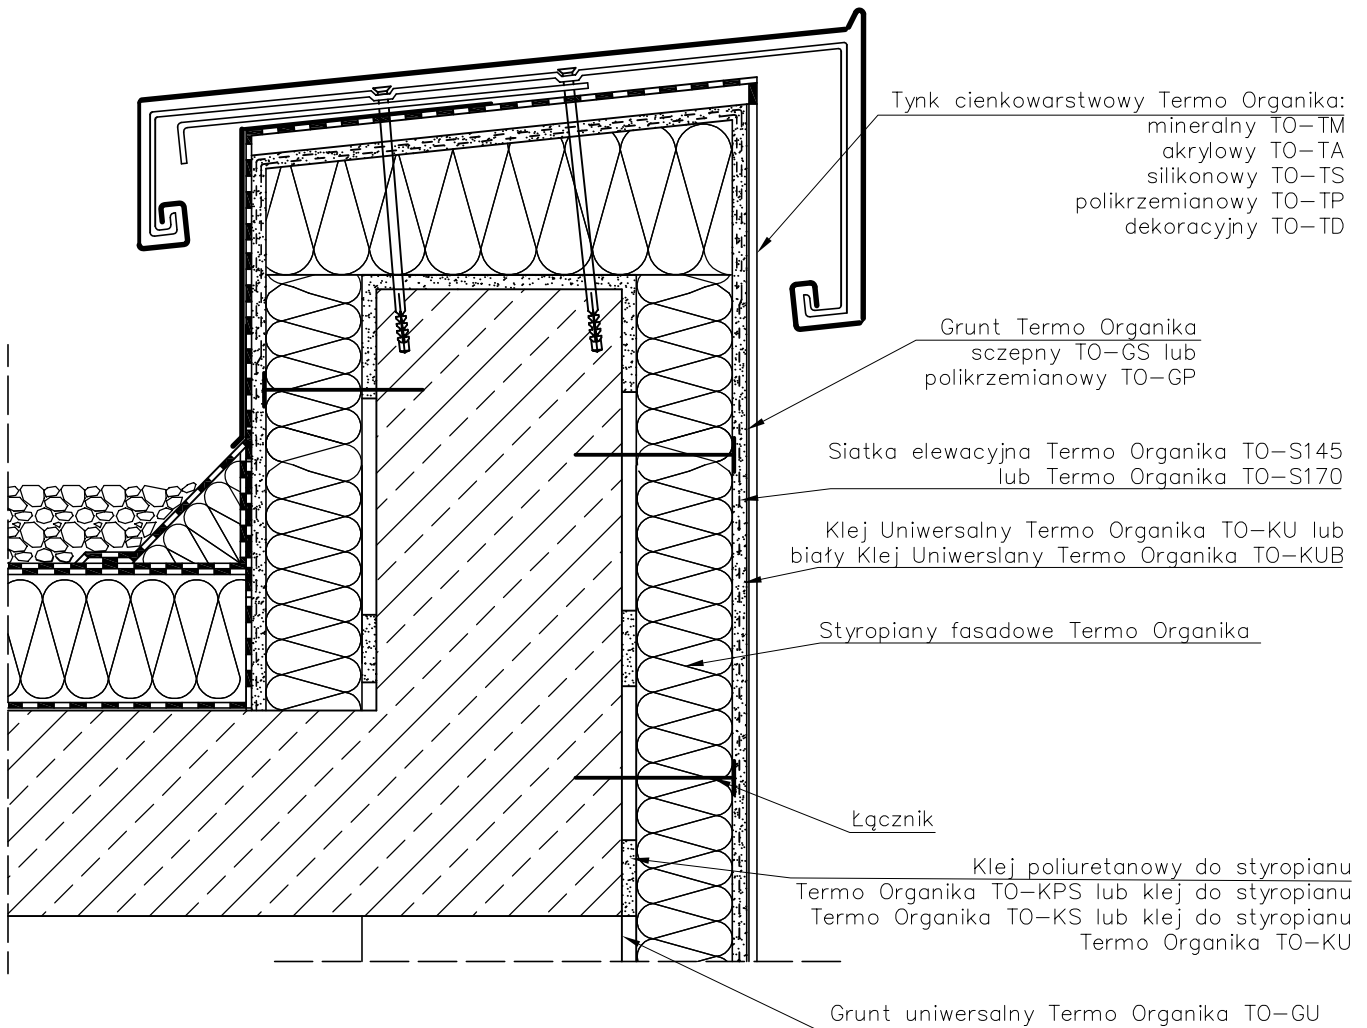 Tynk cienkowarstwowy Termo Organika:
mineralny TO-TM
akrylowy TO-TA
silikonowy TO-TS
polikrzemianowy TO-TP
dekoracyjny TO-TD
Grunt Termo Organika
sczepny TO-GS lub
polikrzemianowy TO-GP
Siatka elewacyjna Termo Organika TO-S145
lub Termo Organika TO-S170
Klej Uniwersalny Termo Organika TO-KU lub
biały Klej Uniwerslany Termo Organika TO-KUB
Styropiany fasadowe Termo Organika
Łącznik
Klej poliuretanowy do styropianu
Termo Organika TO-KPS lub klej do styropianu
Termo Organika TO-KS lub klej do styropianu
Termo Organika TO-KU
Grunt uniwersalny Termo Organika TO-GU